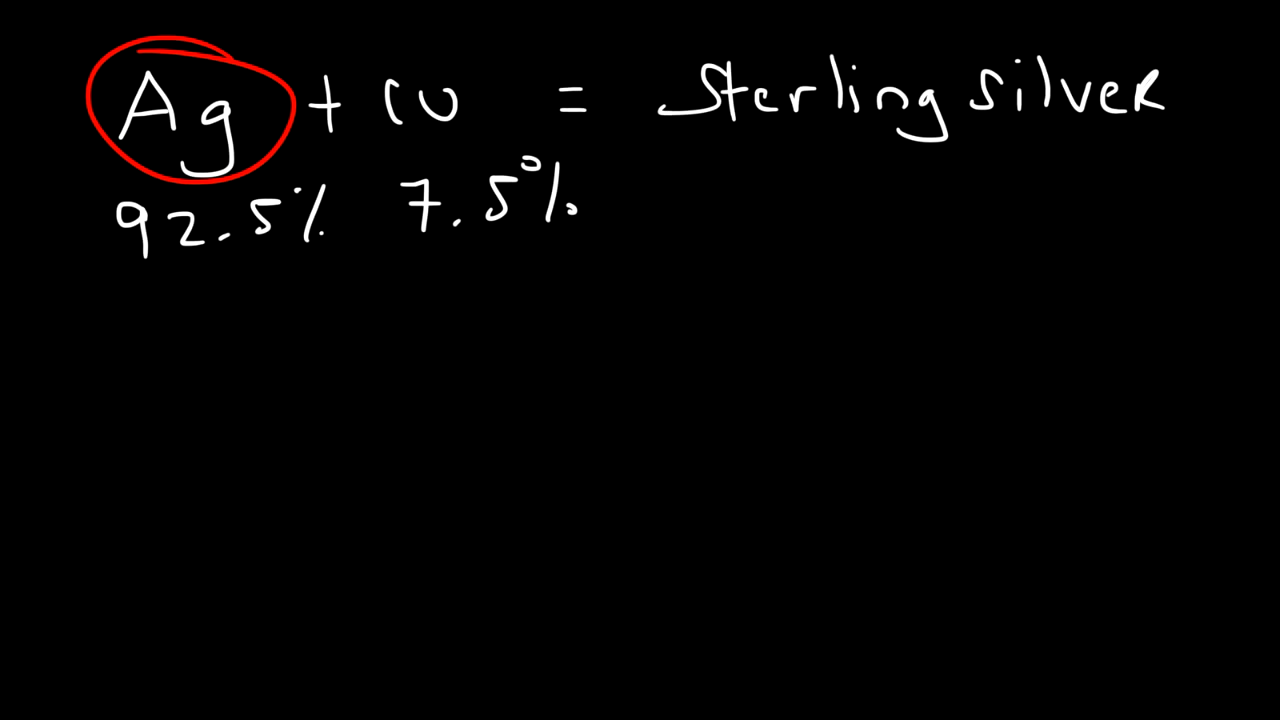 Ag + Cu = Sterling silver
92.5% 7.5%